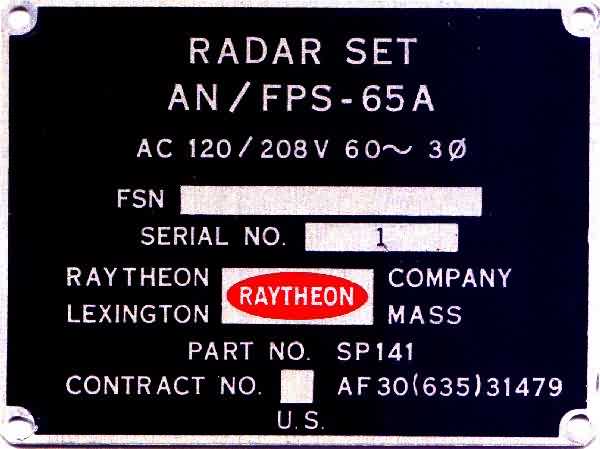 RADAR SET
AN/FPS-65A
AC 120/208V 60~ 3Ø
FSN
SERIAL NO. 1
RAYTHEON RAYTHEON COMPANY
LEXINGTON MASS
PART NO. SP141
CONTRACT NO. AF30(635)31479
U.S.